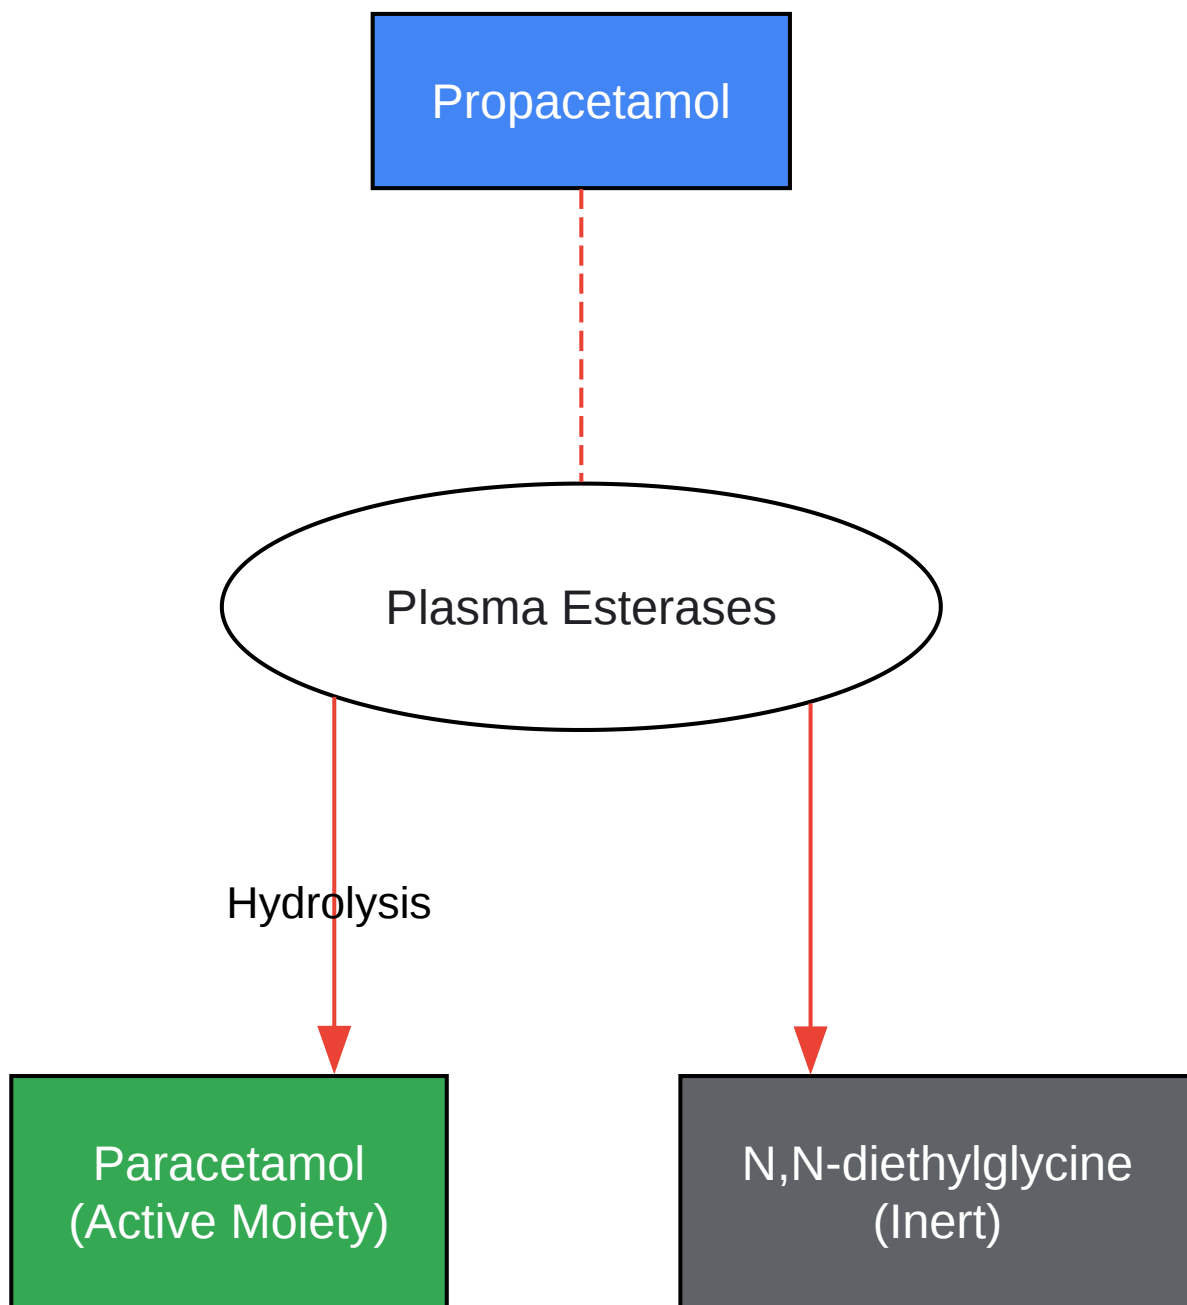 Propacetamol
Plasma Esterases
Hydrolysis
Paracetamol
(Active Moiety)
N,N-diethylglycine
(Inert)